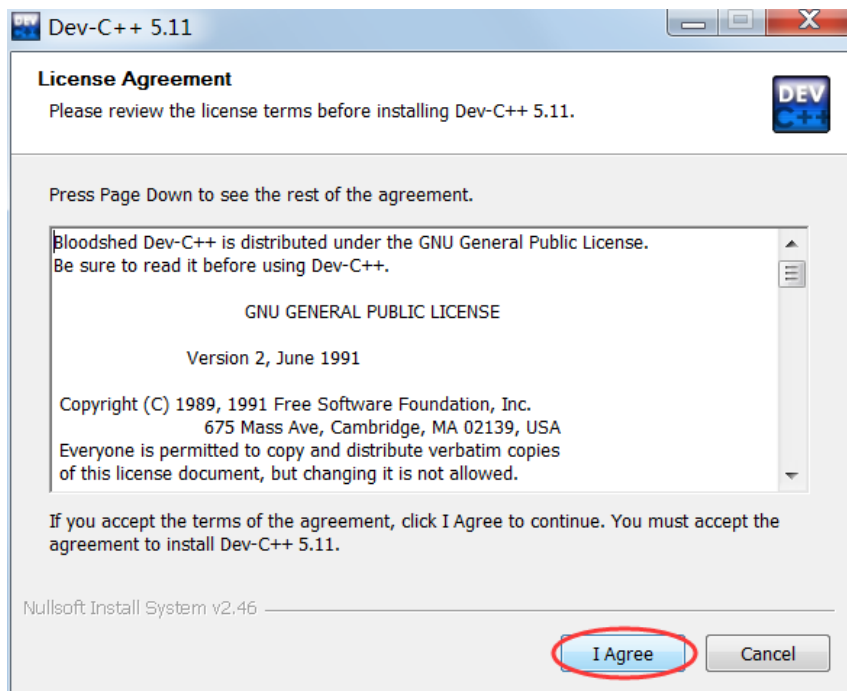 Dev-C++ 5.11
License Agreement
Please review the license terms before installing Dev-C++ 5.11.
DEV
C++
Press Page Down to see the rest of the agreement.
Bloodshed Dev-C++ is distributed under the GNU General Public License.
Be sure to read it before using Dev-C++.
GNU GENERAL PUBLIC LICENSE
Version 2, June 1991
Copyright (C) 1989, 1991 Free Software Foundation, Inc.
675 Mass Ave, Cambridge, MA 02139, USA
Everyone is permitted to copy and distribute verbatim copies
of this license document, but changing it is not allowed.
If you accept the terms of the agreement, click I Agree to continue. You must accept the
agreement to install Dev-C++ 5.11.
Nullsoft Install System v2.46
I Agree
Cancel